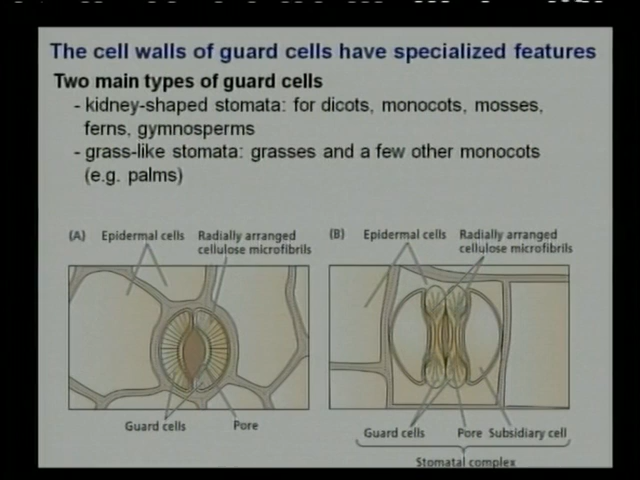 The cell walls of guard cells have specialized features
Two main types of guard cells
- kidney-shaped stomata: for dicots, monocots, mosses,
ferns, gymnosperms
- grass-like stomata: grasses and a few other monocots
(e.g. palms)
(A) Epidermal cells Radially arranged
cellulose microfibrils
(B) Epidermal cells Radially arranged
cellulose microfibrils
Guard cells Pore
Guard cells Pore Subsidiary cell
Stomatal complex